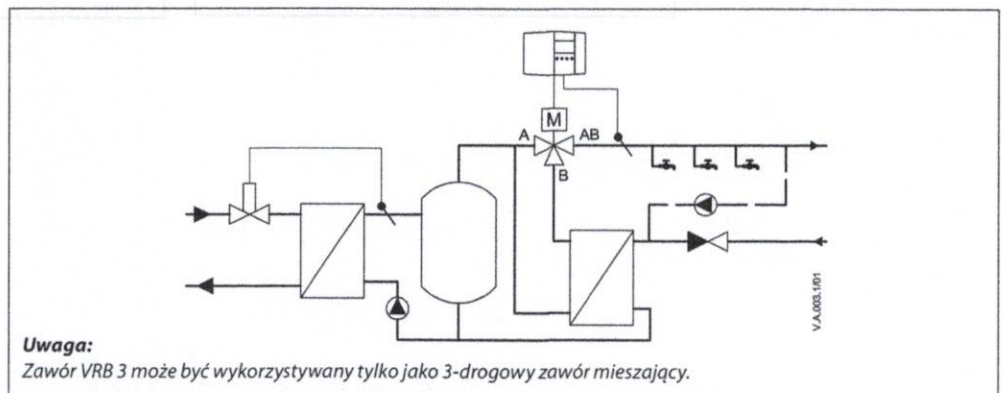 M
A
AB
B
V.A.003.1/01
Uwaga:
Zawór VRB 3 może być wykorzystywany tylko jako 3-drogowy zawór mieszający.